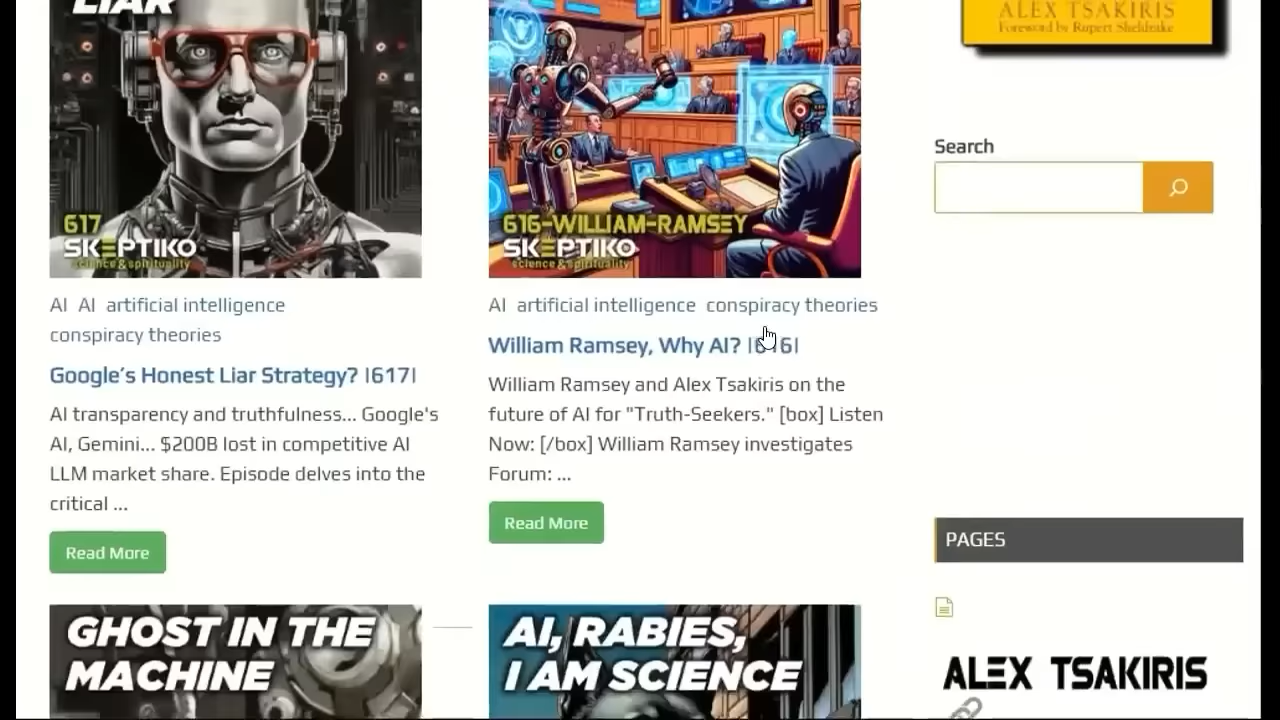 LIAR
617
SKEPTIKO
science & spirituality
AI AI artificial intelligence
conspiracy theories
Google's Honest Liar Strategy? |617|
AI transparency and truthfulness... Google's
AI, Gemini... $200B lost in competitive AI
LLM market share. Episode delves into the
critical ...
Read More
616-WILLIAM-RAMSEY
SKEPTIKO
science & spirituality
AI artificial intelligence conspiracy theories
William Ramsey, Why AI? |616|
William Ramsey and Alex Tsakiris on the
future of AI for "Truth-Seekers." [box] Listen
Now: [/box] William Ramsey investigates
Forum: ...
Read More
GHOST IN THE
MACHINE
AI, RABIES,
I AM SCIENCE
ALEX TSAKIRIS
Foreword by Rupert Sheldrake
Search
PAGES
ALEX TSAKIRIS